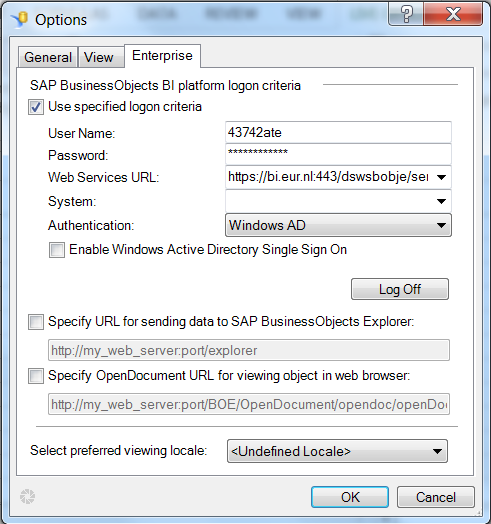 Options
General View Enterprise
SAP BusinessObjects BI platform logon criteria
Use specified logon criteria
User Name: 43742ate
Password: ************
Web Services URL: https://bi.eur.nl:443/dswsbobje/ser
System:
Authentication: Windows AD
Enable Windows Active Directory Single Sign On
Log Off
Specify URL for sending data to SAP BusinessObjects Explorer:
http://my_web_server:port/explorer
Specify OpenDocument URL for viewing object in web browser:
http://my_web_server:port/BOE/OpenDocument/opendoc/openDoc
Select preferred viewing locale: <Undefined Locale>
OK Cancel